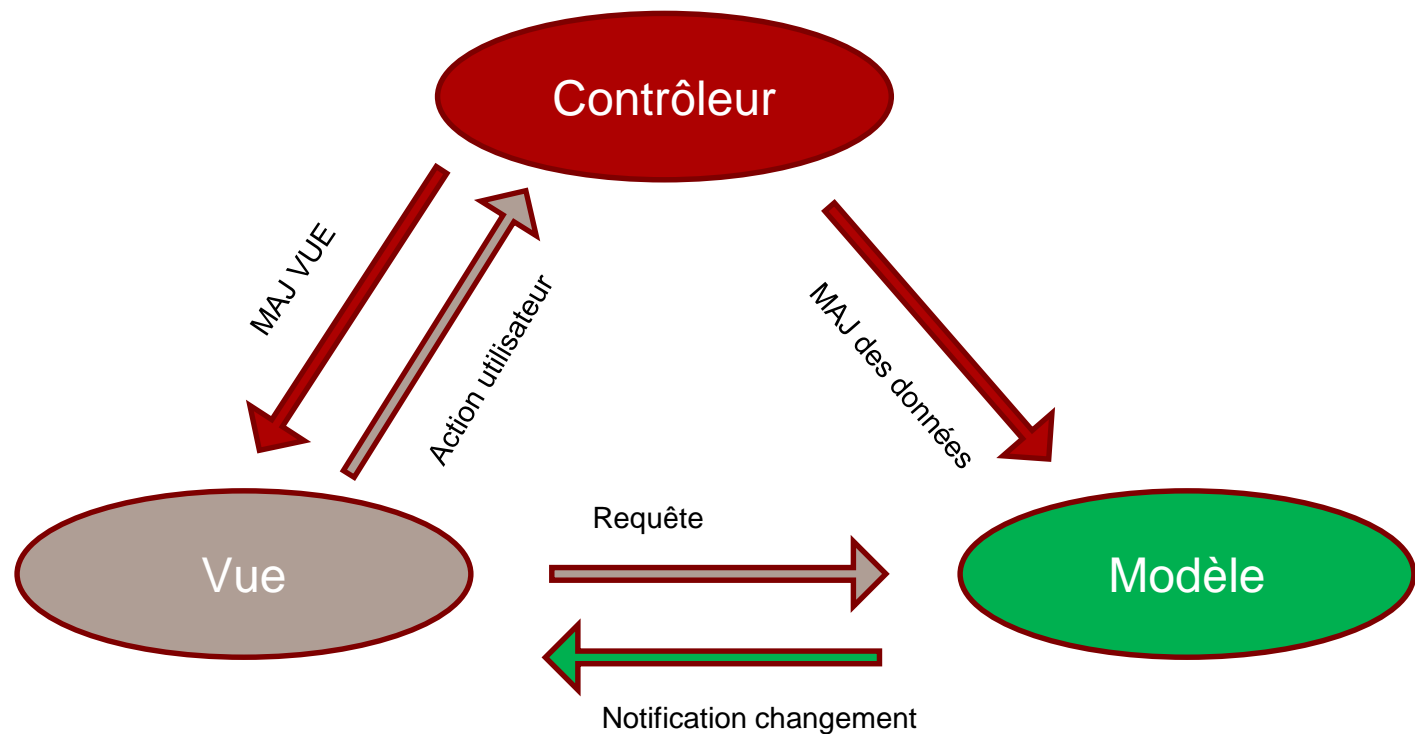 Contrôleur
MAJ VUE
Action utilisateur
MAJ des données
Requête
Vue
Modèle
Notification changement